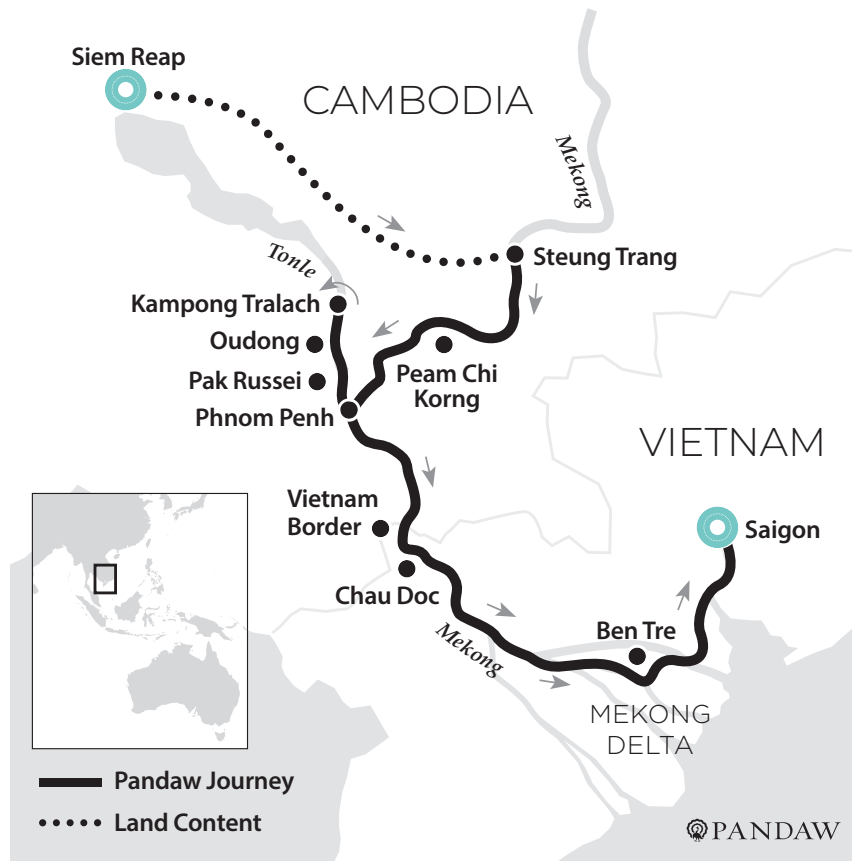 Siem Reap
CAMBODIA
Mekong
Tonle
Steung Trang
Kampong Tralach
Oudong
Pak Russei
Peam Chi
Korng
Phnom Penh
VIETNAM
Vietnam
Border
Saigon
Chau Doc
Mekong
Ben Tre
MEKONG
DELTA
Pandaw Journey
Land Content
PANDAW